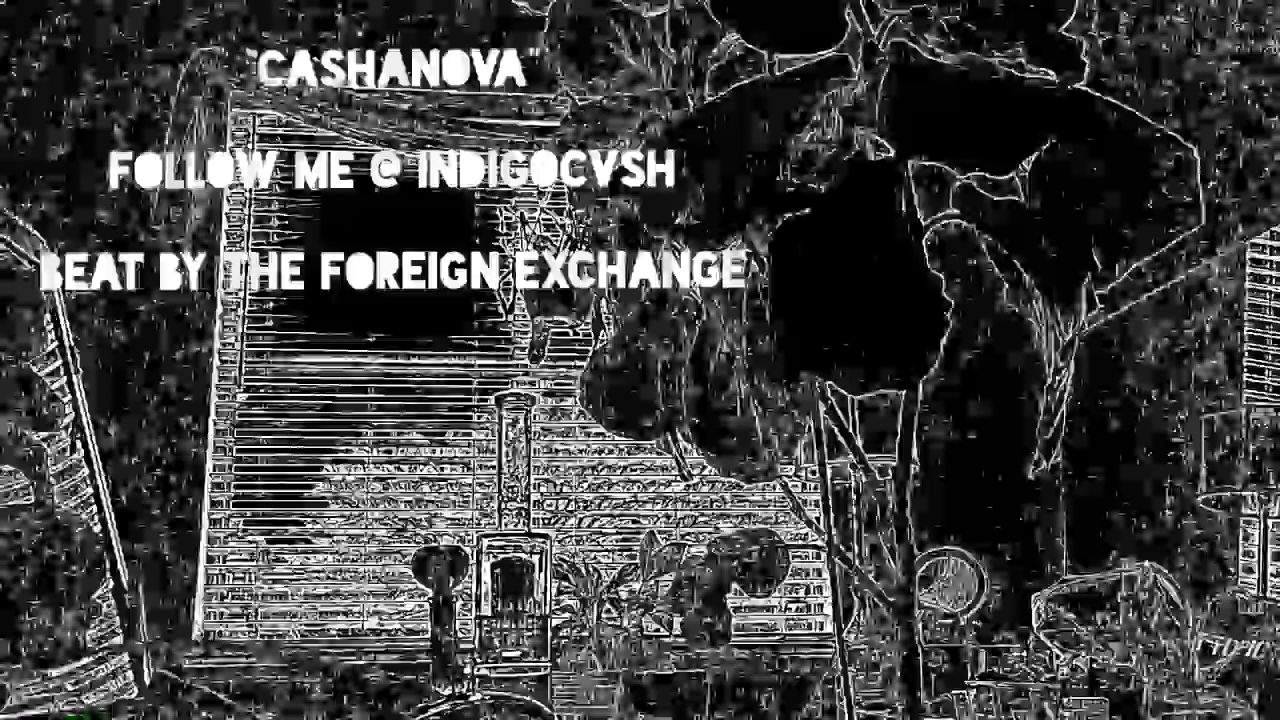 "CASHANOVA"
FOLLOW ME @ INDIGOCVSH
BEAT BY THE FOREIGN EXCHANGE